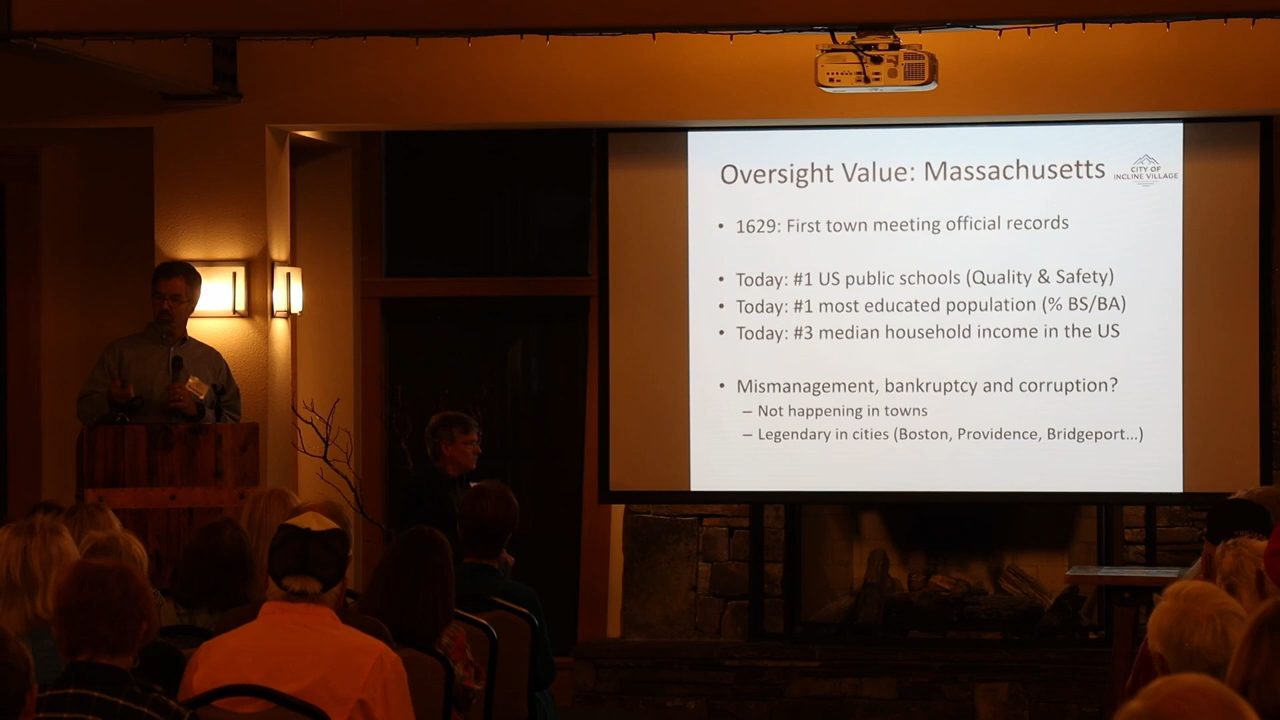 Oversight Value: Massachusetts
CITY OF
INCLINE VILLAGE
• 1629: First town meeting official records
• Today: #1 US public schools (Quality & Safety)
• Today: #1 most educated population (% BS/BA)
• Today: #3 median household income in the US
• Mismanagement, bankruptcy and corruption?
– Not happening in towns
– Legendary in cities (Boston, Providence, Bridgeport...)